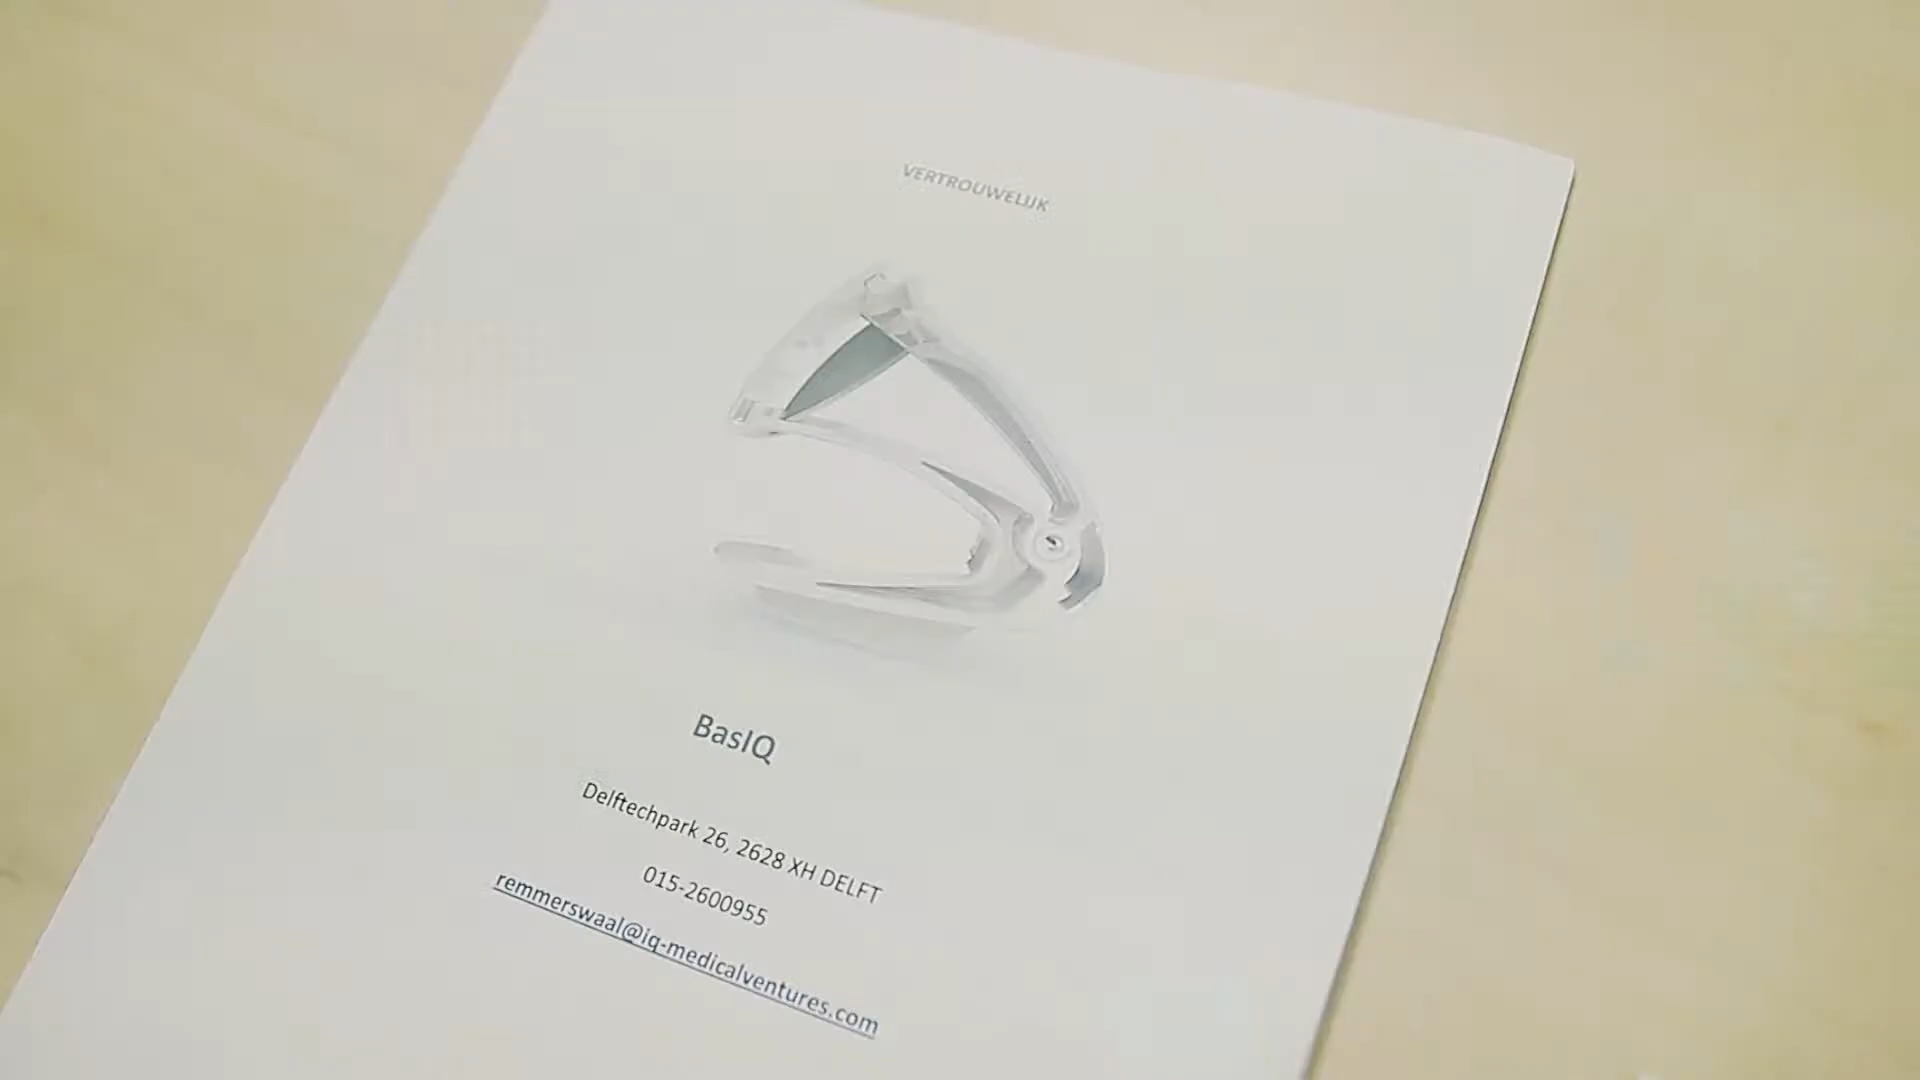 VERTROUWELIJK
BasIQ
Delftechpark 26, 2628 XH DELFT
015-2600955
remmerswaal@iq-medicalventures.com